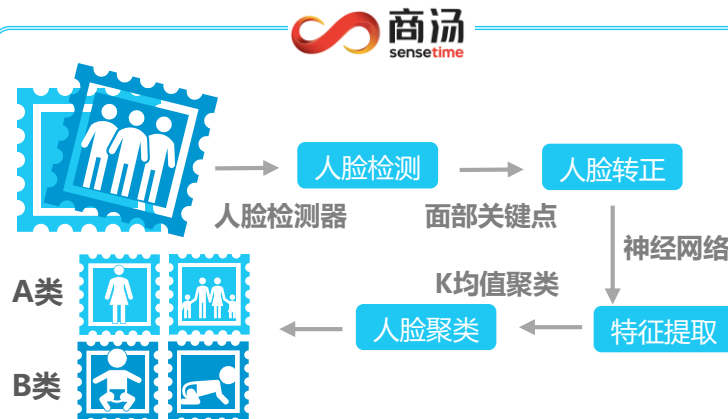 商汤
sensetime
人脸检测
人脸转正
人脸检测器
面部关键点
神经网络
A类
K均值聚类
人脸聚类
特征提取
B类